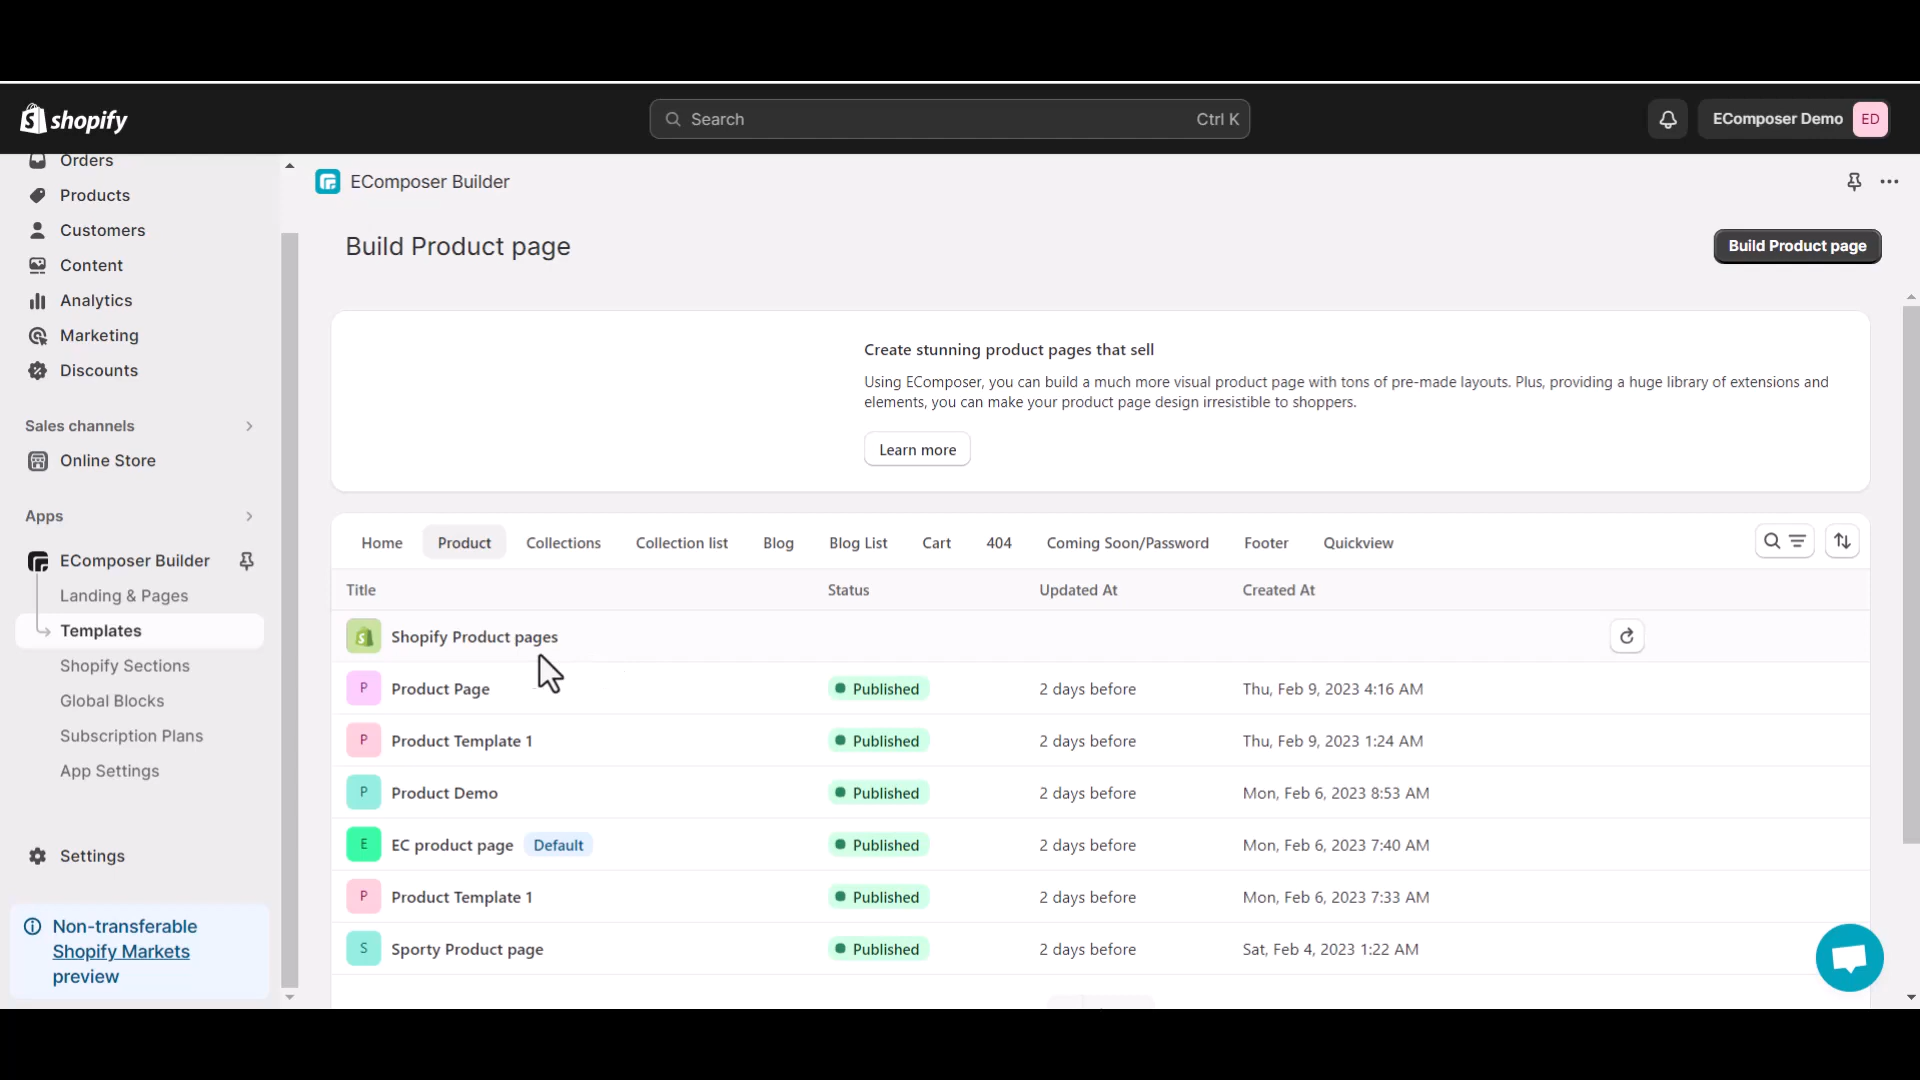 shopify
Search
Ctrl K
EComposer Demo
ED
Orders
Products
Customers
Content
Analytics
Marketing
Discounts
Sales channels
Online Store
Apps
EComposer Builder
Landing & Pages
Templates
Shopify Sections
Global Blocks
Subscription Plans
App Settings
Settings
Non-transferable
Shopify Markets
preview
EComposer Builder
Build Product page
Build Product page
Create stunning product pages that sell
Using EComposer, you can build a much more visual product page with tons of pre-made layouts. Plus, providing a huge library of extensions and
elements, you can make your product page design irresistible to shoppers.
Learn more
Home Product Collections Collection list Blog Blog List Cart 404 Coming Soon/Password Footer Quickview
Title Status Updated At Created At
Shopify Product pages
P Product Page Published 2 days before Thu, Feb 9, 2023 4:16 AM
P Product Template 1 Published 2 days before Thu, Feb 9, 2023 1:24 AM
P Product Demo Published 2 days before Mon, Feb 6, 2023 8:53 AM
E EC product page Default Published 2 days before Mon, Feb 6, 2023 7:40 AM
P Product Template 1 Published 2 days before Mon, Feb 6, 2023 7:33 AM
S Sporty Product page Published 2 days before Sat, Feb 4, 2023 1:22 AM